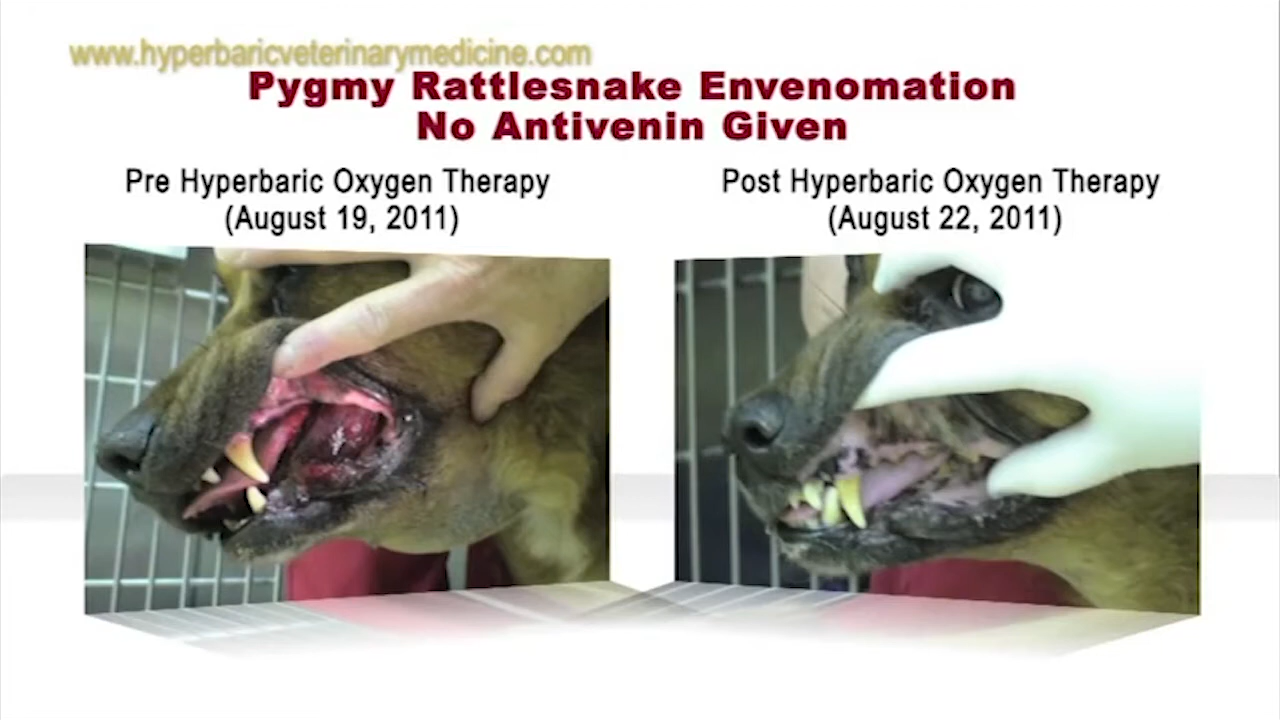 www.hyperbaricveterinarymedicine.com
Pygmy Rattlesnake Envenomation
No Antivenin Given
Pre Hyperbaric Oxygen Therapy
(August 19, 2011)
Post Hyperbaric Oxygen Therapy
(August 22, 2011)